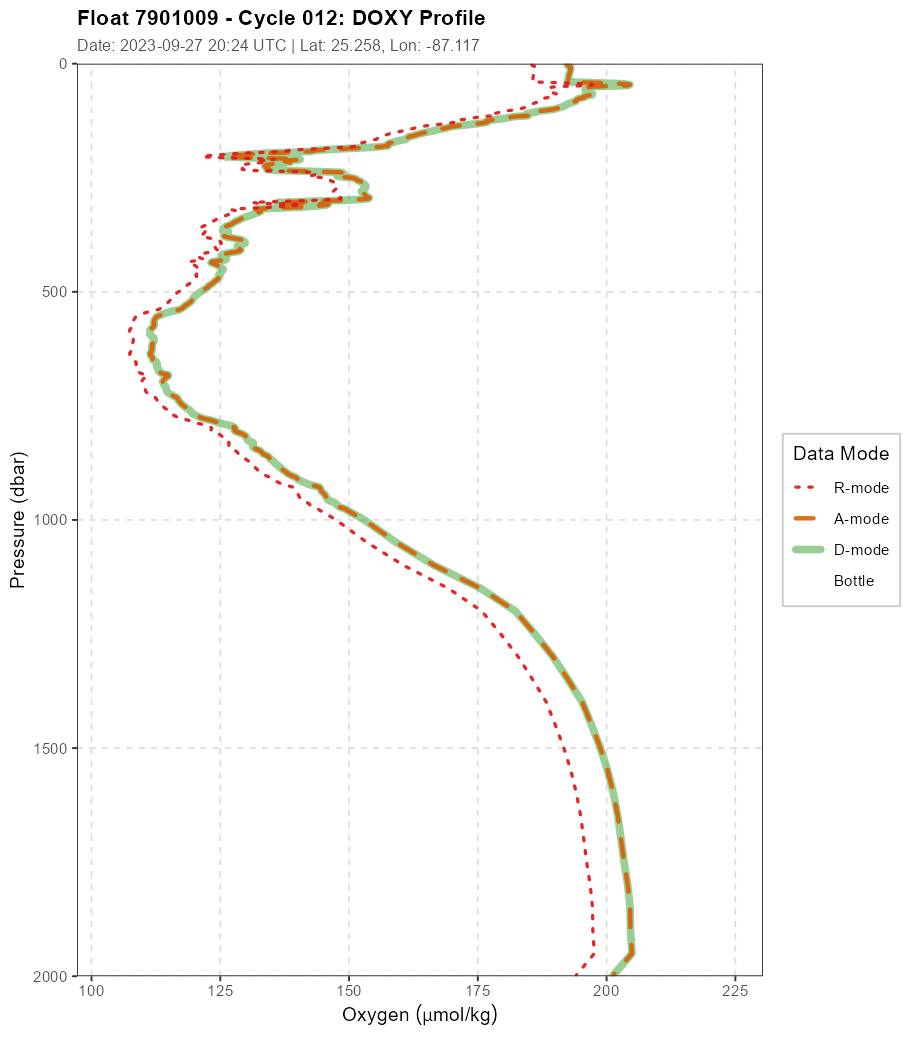 Float 7901009 - Cycle 012: DOXY Profile
Date: 2023-09-27 20:24 UTC | Lat: 25.258, Lon: -87.117
0
500
1000
1500
2000
Pressure (dbar)
100 125 150 175 200 225
Oxygen (μmol/kg)
Data Mode
R-mode
A-mode
D-mode
Bottle